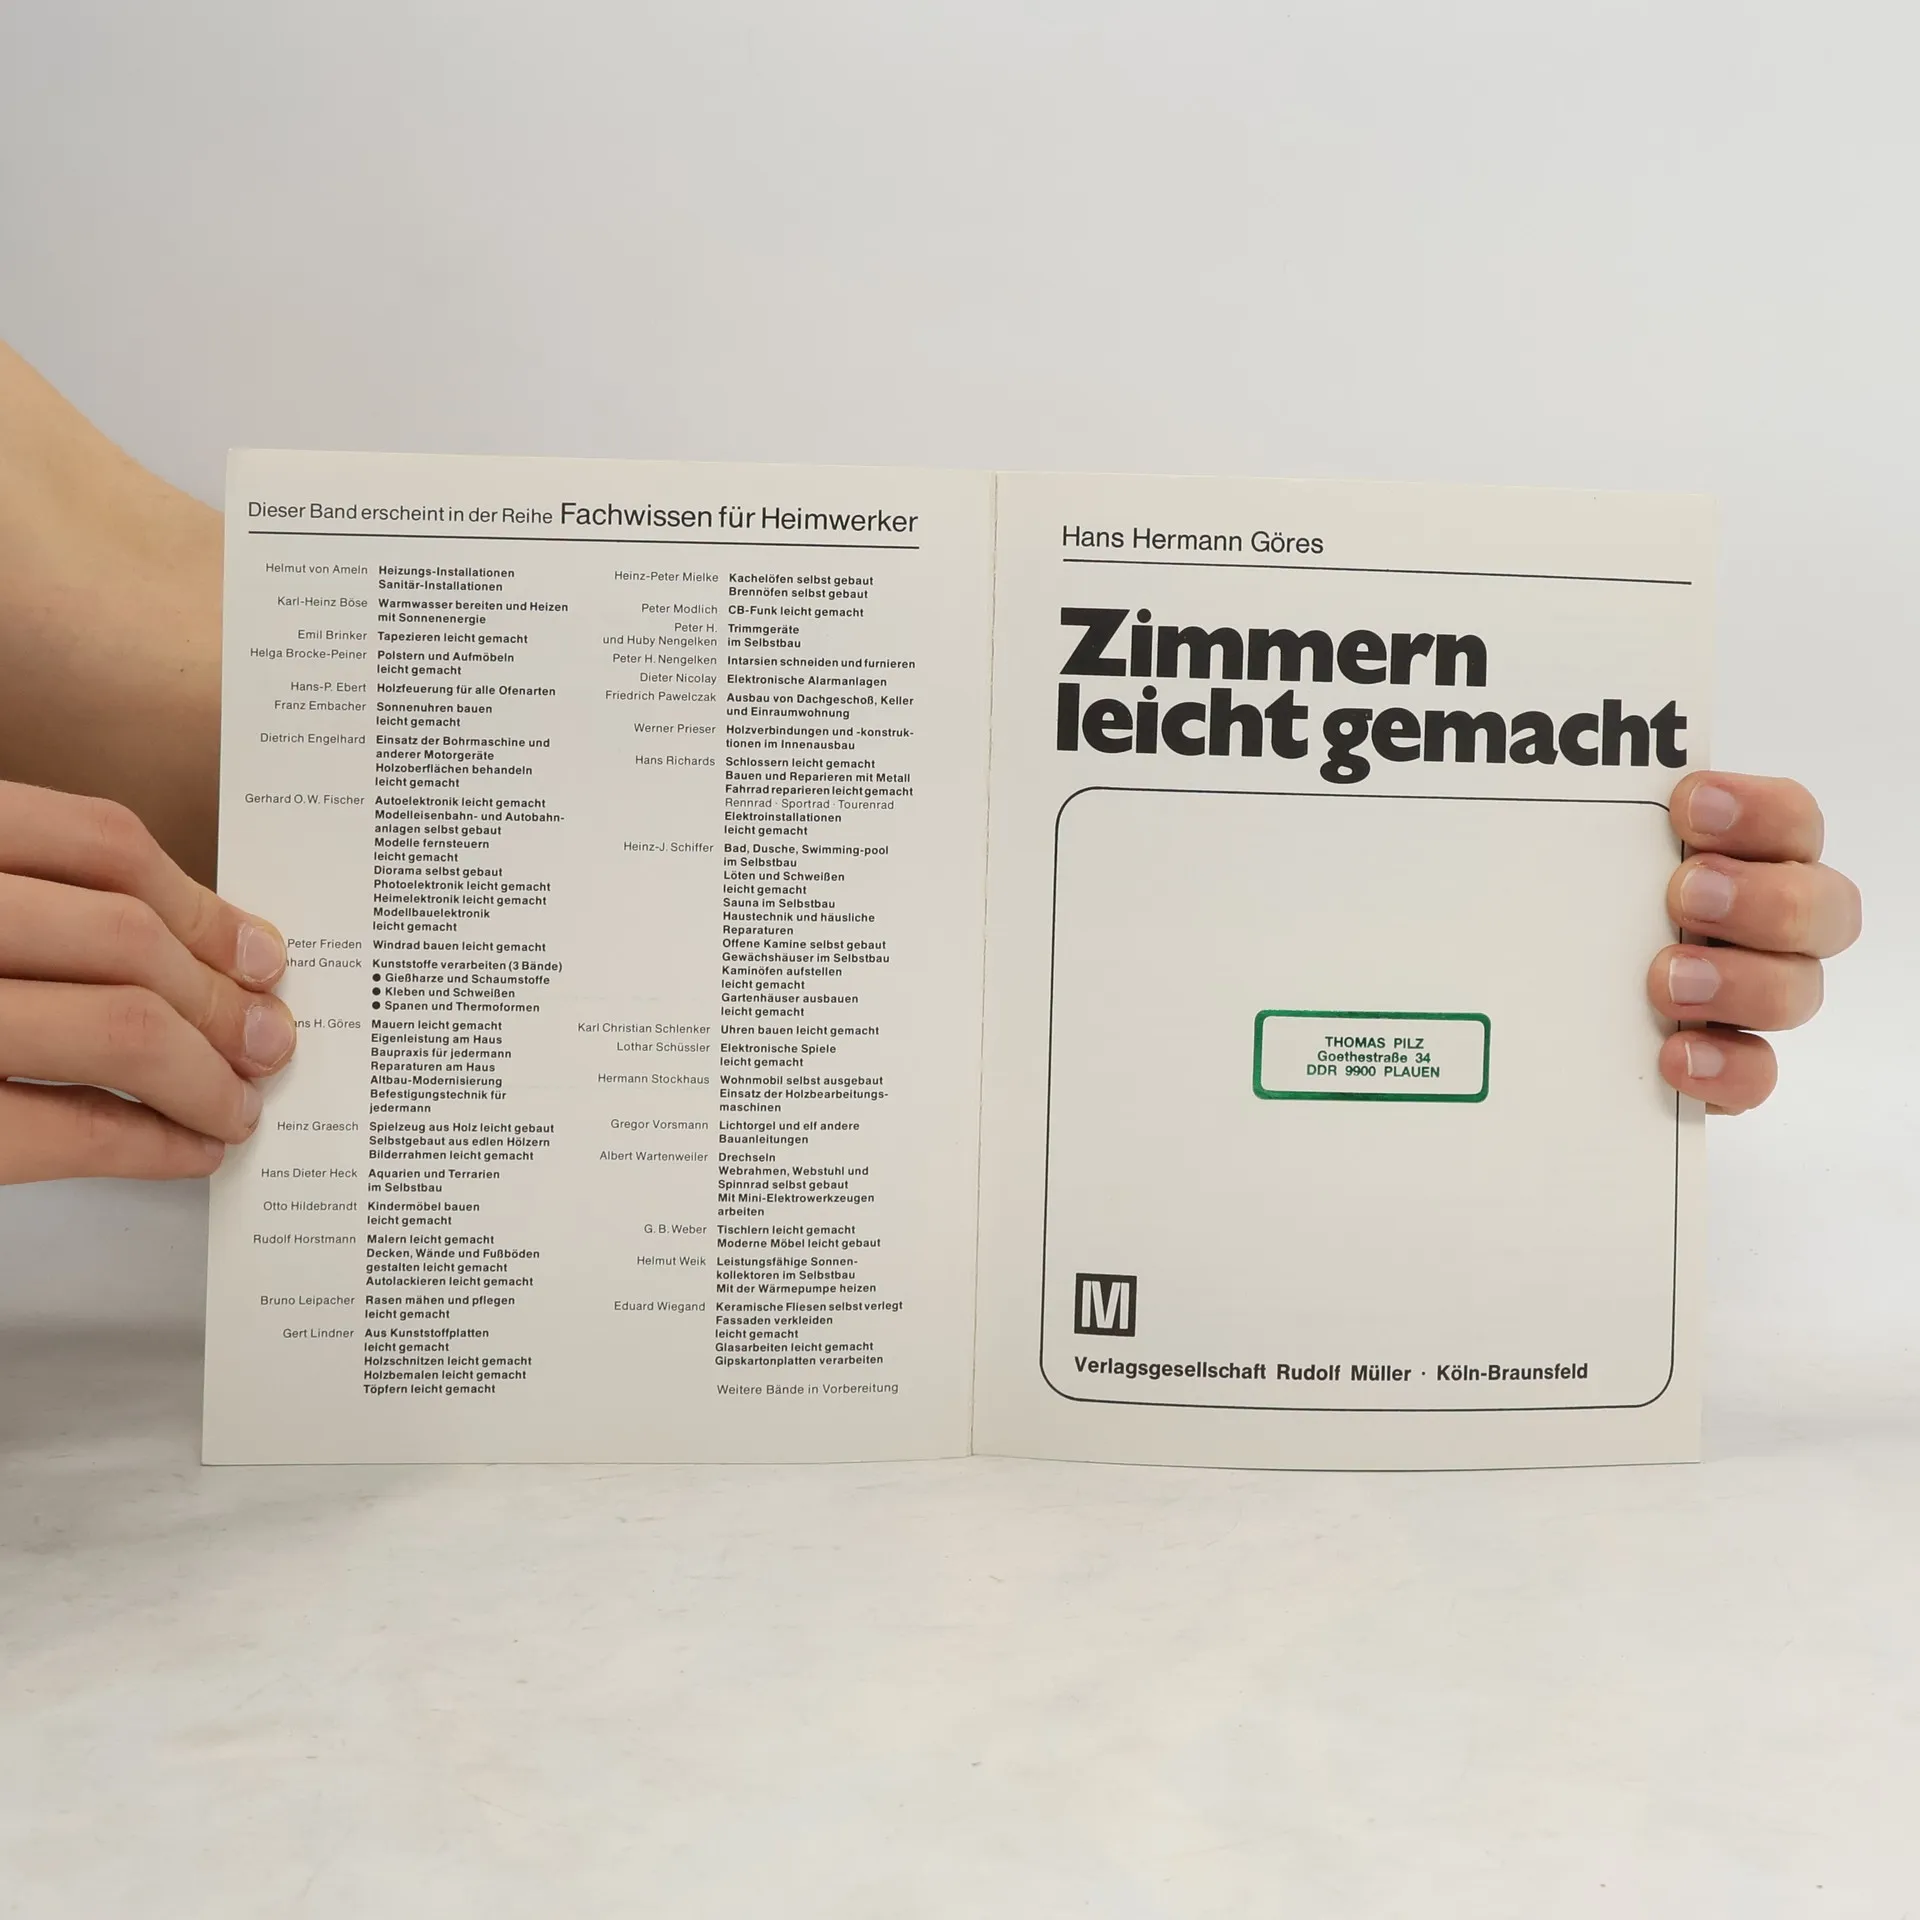 Dieser Band erscheint in der Reihe Fachwissen für Heimwerker
Helmut von Ameln Heizungs-Installationen
Sanitär-Installationen
Karl-Heinz Böse Warmwasser bereiten und Heizen
mit Sonnenenergie
Emil Brinker Tapezieren leicht gemacht
Helga Brocke-Peiner Polstern und Aufmöbeln
leicht gemacht
Hans-P. Ebert Holzfeuerung für alle Ofenarten
Franz Embacher Sonnenuhren bauen
leicht gemacht
Dietrich Engelhard Einsatz der Bohrmaschine und
anderer Motorgeräte
Holzoberflächen behandeln
leicht gemacht
Gerhard O. W. Fischer Autoelektronik leicht gemacht
Modelleisenbahn- und Autobahn-
anlagen selbst gebaut
Modelle fernsteuern
leicht gemacht
Diorama selbst gebaut
Photoelektronik leicht gemacht
Heimelektronik leicht gemacht
Modellbauelektronik
leicht gemacht
Peter Frieden Windrad bauen leicht gemacht
hard Gnauck Kunststoffe verarbeiten (3 Bände)
● Gießharze und Schaumstoffe
● Kleben und Schweißen
● Spanen und Thermoformen
ns H. Göres Mauern leicht gemacht
Eigenleistung am Haus
Baupraxis für jedermann
Reparaturen am Haus
Altbau-Modernisierung
Befestigungstechnik für
jedermann
Heinz Graesch Spielzeug aus Holz leicht gebaut
Selbstgebaut aus edlen Hölzern
Bilderrahmen leicht gemacht
Hans Dieter Heck Aquarien und Terrarien
im Selbstbau
Otto Hildebrandt Kindermöbel bauen
leicht gemacht
Rudolf Horstmann Malern leicht gemacht
Decken, Wände und Fußböden
gestalten leicht gemacht
Autolackieren leicht gemacht
Bruno Leipacher Rasen mähen und pflegen
leicht gemacht
Gert Lindner Aus Kunststoffplatten
leicht gemacht
Holzschnitzen leicht gemacht
Holzbemalen leicht gemacht
Töpfern leicht gemacht
Heinz-Peter Mielke Kachelöfen selbst gebaut
Brennöfen selbst gebaut
Peter Modlich CB-Funk leicht gemacht
Peter H. Trimmgeräte
und Huby Nengelken im Selbstbau
Peter H. Nengelken Intarsien schneiden und furnieren
Dieter Nicolay Elektronische Alarmanlagen
Friedrich Pawelczak Ausbau von Dachgeschoß, Keller
und Einraumwohnung
Werner Prieser Holzverbindungen und -konstruk-
tionen im Innenausbau
Hans Richards Schlossern leicht gemacht
Bauen und Reparieren mit Metall
Fahrrad reparieren leicht gemacht
Rennrad · Sportrad · Tourenrad
Elektroinstallationen
leicht gemacht
Heinz-J. Schiffer Bad, Dusche, Swimming-pool
im Selbstbau
Löten und Schweißen
leicht gemacht
Sauna im Selbstbau
Haustechnik und häusliche
Reparaturen
Offene Kamine selbst gebaut
Gewächshäuser im Selbstbau
Kaminöfen aufstellen
leicht gemacht
Gartenhäuser ausbauen
leicht gemacht
Karl Christian Schlenker Uhren bauen leicht gemacht
Lothar Schüssler Elektronische Spiele
leicht gemacht
Hermann Stockhaus Wohnmobil selbst ausgebaut
Einsatz der Holzbearbeitungs-
maschinen
Gregor Vorsmann Lichtorgel und elf andere
Bauanleitungen
Albert Wartenweiler Drechseln
Webrahmen, Webstuhl und
Spinnrad selbst gebaut
Mit Mini-Elektrowerkzeugen
arbeiten
G. B. Weber Tischlern leicht gemacht
Moderne Möbel leicht gebaut
Helmut Weik Leistungsfähige Sonnen-
kollektoren im Selbstbau
Mit der Wärmepumpe heizen
Eduard Wiegand Keramische Fliesen selbst verlegt
Fassaden verkleiden
leicht gemacht
Glasarbeiten leicht gemacht
Gipskartonplatten verarbeiten
Weitere Bände in Vorbereitung
Hans Hermann Göres
Zimmern
leicht gemacht
THOMAS PILZ
Goethestraße 34
DDR 9900 PLAUEN
M
Verlagsgesellschaft Rudolf Müller · Köln-Braunsfeld